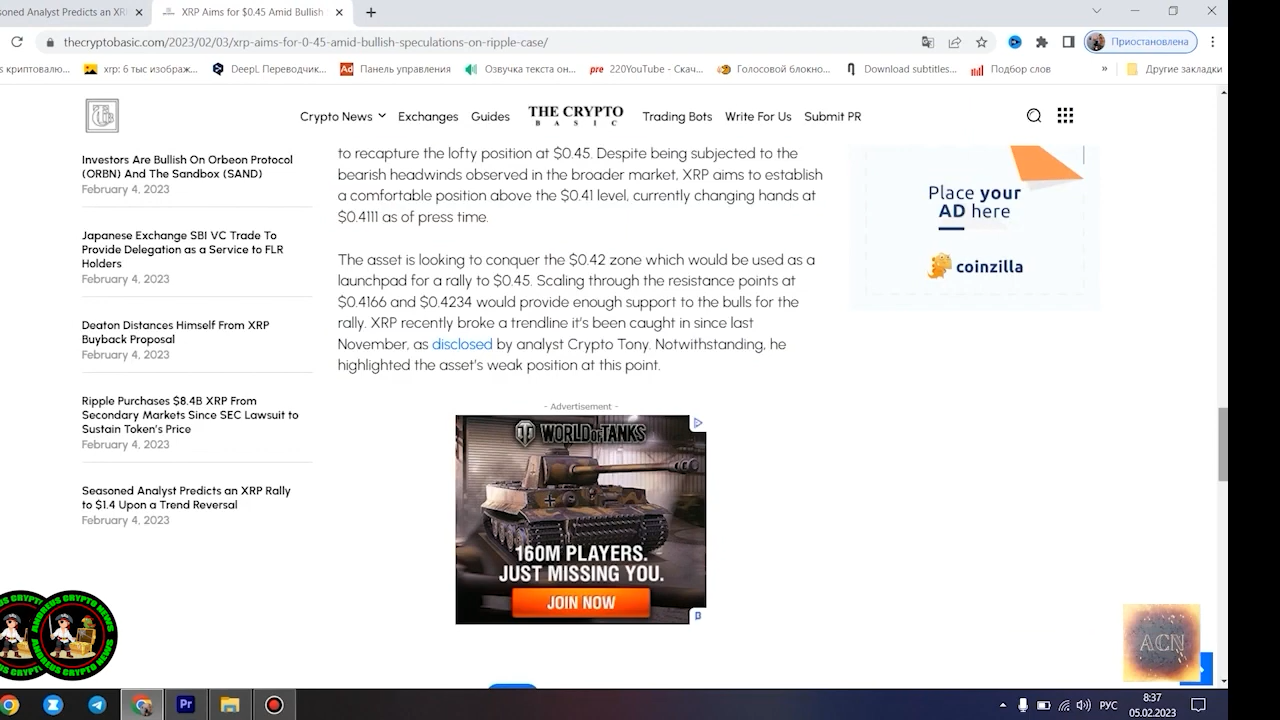 soned Analyst Predicts an XR
XRP Aims for $0.45 Amid Bullish
thecryptobasic.com/2023/02/03/xrp-aims-for-0-45-amid-bullish-speculations-on-ripple-case/
Приостановлена
s криптовалю...
xrp: 6 тыс изображ...
DeepL Переводчик...
Ad
Панель управления
Озвучка текста он...
pre
220YouTube - Скач...
Голосовой блокно...
Download subtitles...
Подбор слов
»
Другие закладки
Crypto News
Exchanges
Guides
THE CRYPTO
BASIC
Trading Bots
Write For Us
Submit PR
Investors Are Bullish On Orbeon Protocol
(ORBN) And The Sandbox (SAND)
February 4, 2023
Japanese Exchange SBI VC Trade To
Provide Delegation as a Service to FLR
Holders
February 4, 2023
Deaton Distances Himself From XRP
Buyback Proposal
February 4, 2023
Ripple Purchases $8.4B XRP From
Secondary Markets Since SEC Lawsuit to
Sustain Token's Price
February 4, 2023
Seasoned Analyst Predicts an XRP Rally
to $1.4 Upon a Trend Reversal
February 4, 2023
to recapture the lofty position at $0.45. Despite being subjected to the
bearish headwinds observed in the broader market, XRP aims to establish
a comfortable position above the $0.41 level, currently changing hands at
$0.4111 as of press time.
The asset is looking to conquer the $0.42 zone which would be used as a
launchpad for a rally to $0.45. Scaling through the resistance points at
$0.4166 and $0.4234 would provide enough support to the bulls for the
rally. XRP recently broke a trendline it's been caught in since last
November, as disclosed by analyst Crypto Tony. Notwithstanding, he
highlighted the asset's weak position at this point.
- Advertisement -
WORLD OF TANKS
160M PLAYERS.
JUST MISSING YOU.
JOIN NOW
Place your
AD here
coinzilla
ANDREUS CRYPTO NEWS
ANDREUS CRYPTO NEWS
ACN
Pr
РУС
8:37
05.02.2023